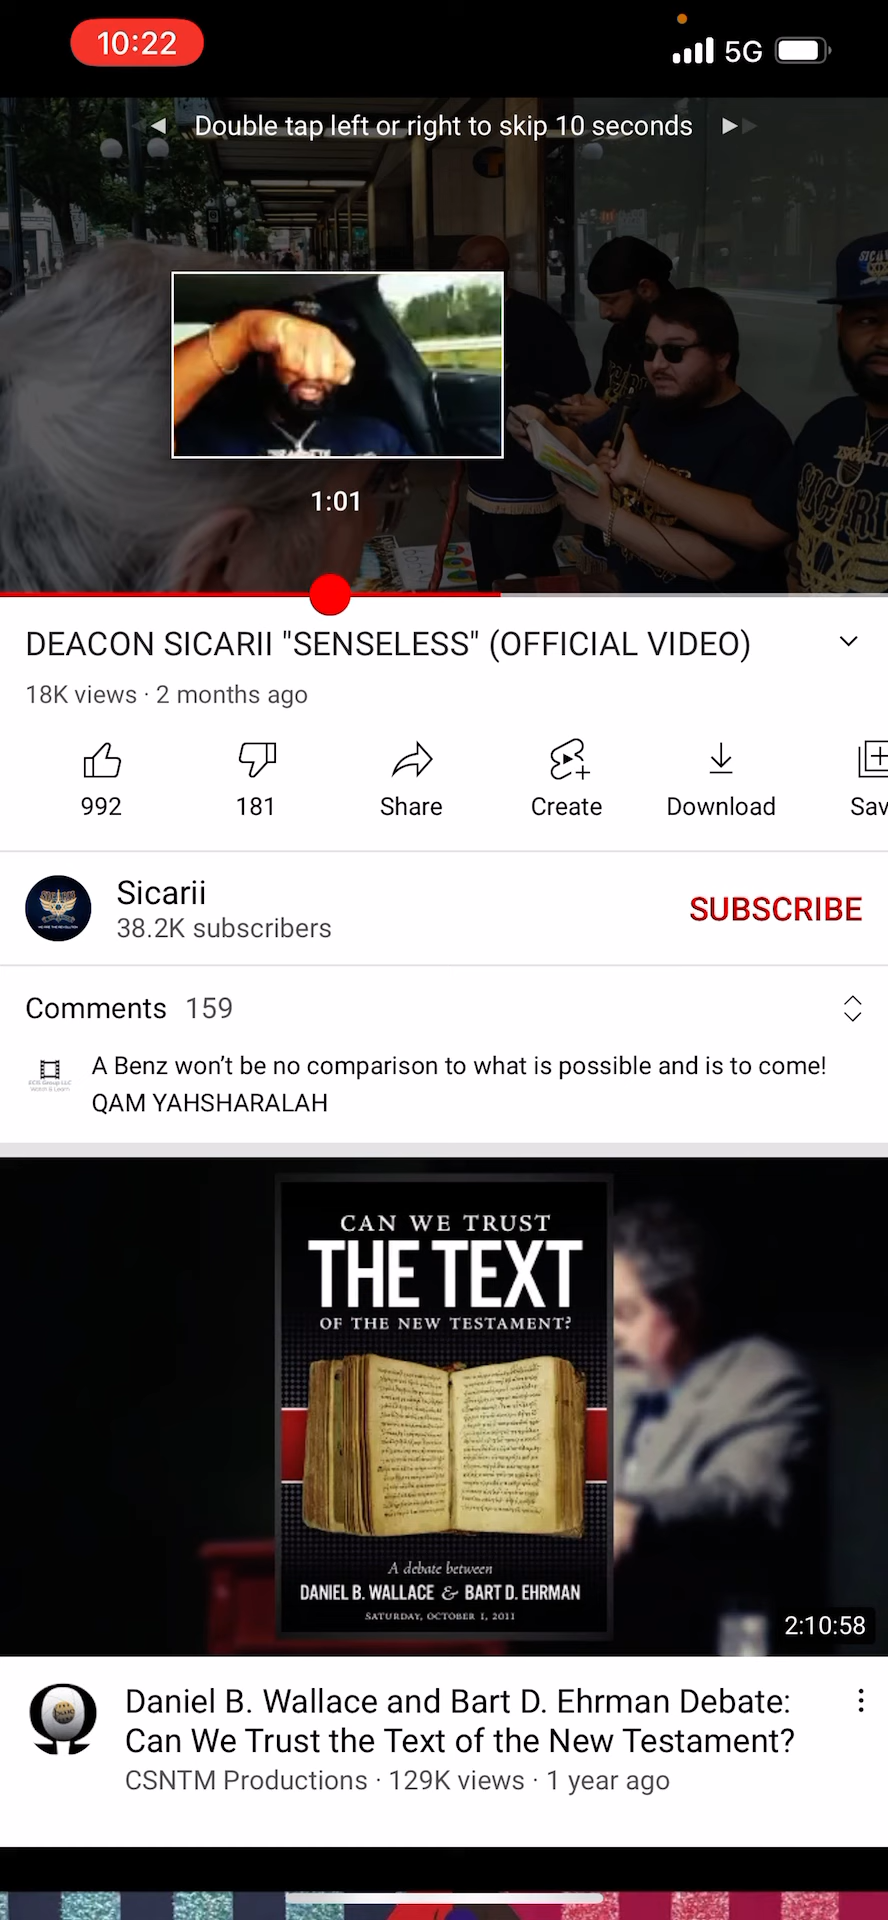 10:22
5G
Double tap left or right to skip 10 seconds
1:01
DEACON SICARII "SENSELESS" (OFFICIAL VIDEO)
18K views · 2 months ago
992
181
Share
Create
Download
Sav
Sicarii
38.2K subscribers
SUBSCRIBE
Comments 159
A Benz won’t be no comparison to what is possible and is to come!
QAM YAHSHARALAH
CAN WE TRUST
THE TEXT
OF THE NEW TESTAMENT?
A debate between
DANIEL B. WALLACE & BART D. EHRMAN
SATURDAY, OCTOBER 1, 2011
2:10:58
Daniel B. Wallace and Bart D. Ehrman Debate:
Can We Trust the Text of the New Testament?
CSNTM Productions · 129K views · 1 year ago